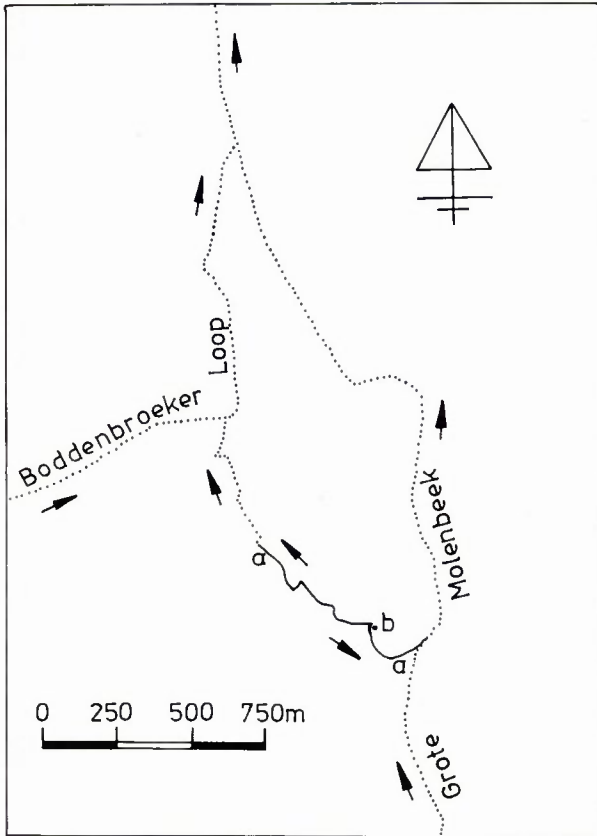 Loop
Boddenbroeker
Molenbeek
a
b
a
0 250 500 750m
Grote